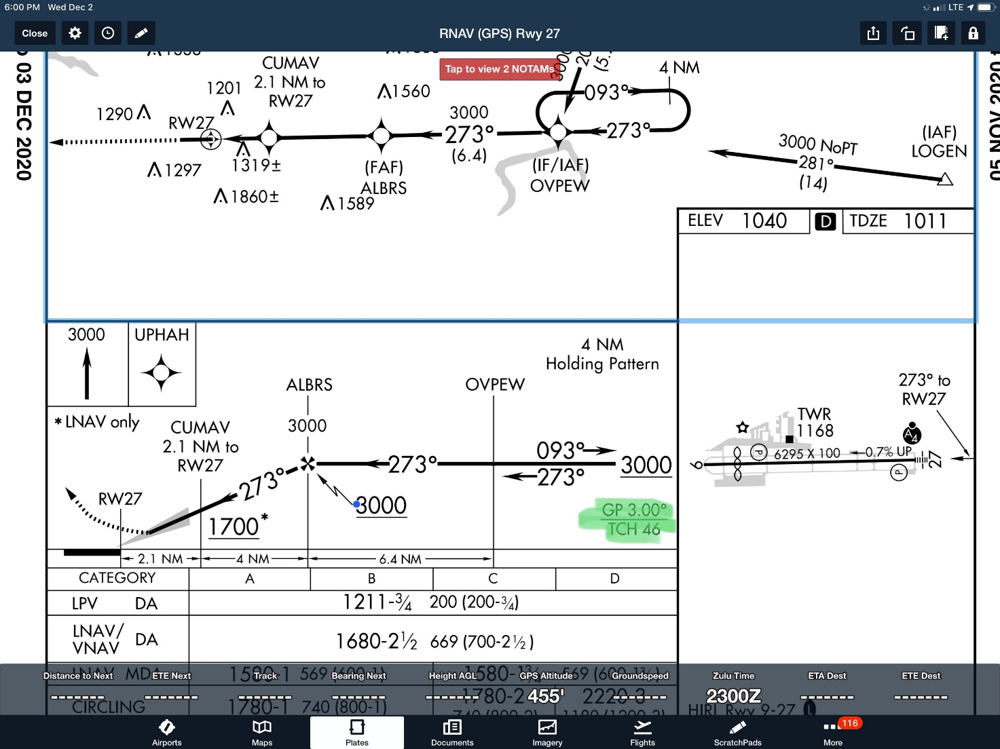 6:00 PM Wed Dec 2
LTE
Close
RNAV (GPS) Rwy 27
Tap to view 2 NOTAMs
03 DEC 2020
05 NOV 2020
CUMAV
2.1 NM to
RW27
1201
1290
RW27
1560
3000
273°
(6.4)
093°
4 NM
273°
3000
(IF/IAF)
OVPEW
(FAF)
ALBRS
1297
1319±
1860±
1589
3000 NoPT
281°
(14)
(IAF)
LOGEN
ELEV 1040
D
TDZE 1011
3000
UPHAH
4 NM
Holding Pattern
ALBRS
3000
OVPEW
*LNAV only
CUMAV
2.1 NM to
RW27
RW27
273°
273°
093°
273°
3000
3000
1700*
GP 3.00°
TCH 46
2.1 NM
4 NM
6.4 NM
273° to
RW27
TWR
1168
A4
P
6295 X 100
0.7% UP
P
9
27
CATEGORY A B C D
LPV DA 1211-¾ 200 (200-¾)
LNAV/
VNAV DA 1680-2½ 669 (700-2½)
LNAV MDA 1580-1 569 (600-1) 1580-1¾ 569 (600-1¾)
CIRCLING 1780-1 740 (800-1) 1780-2 2220-3
HIRL Rwy 9-27 L
Distance to Next
ETE Next
Track
Bearing Next
Height AGL
GPS Altitude
455'
Groundspeed
Zulu Time
2300Z
ETA Dest
ETE Dest
Airports
Maps
Plates
Documents
Imagery
Flights
ScratchPads
More
116